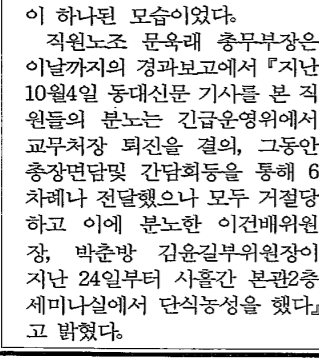 이 하나된 모습이었다.
직원노조 문욱래 총무부장은
이날까지의 경과보고에서 『지난
10월4일 동대신문 기사를 본 직
원들의 분노는 긴급운영위에서
교무처장 퇴진을 결의, 그동안
총장면담및 간담회등을 통해 6
차례나 전달했으나 모두 거절당
하고 이에 분노한 이건배위원
장, 박춘방 김윤길부위원장이
지난 24일부터 사흘간 본관2층
세미나실에서 단식농성을 했다』
고 밝혔다.